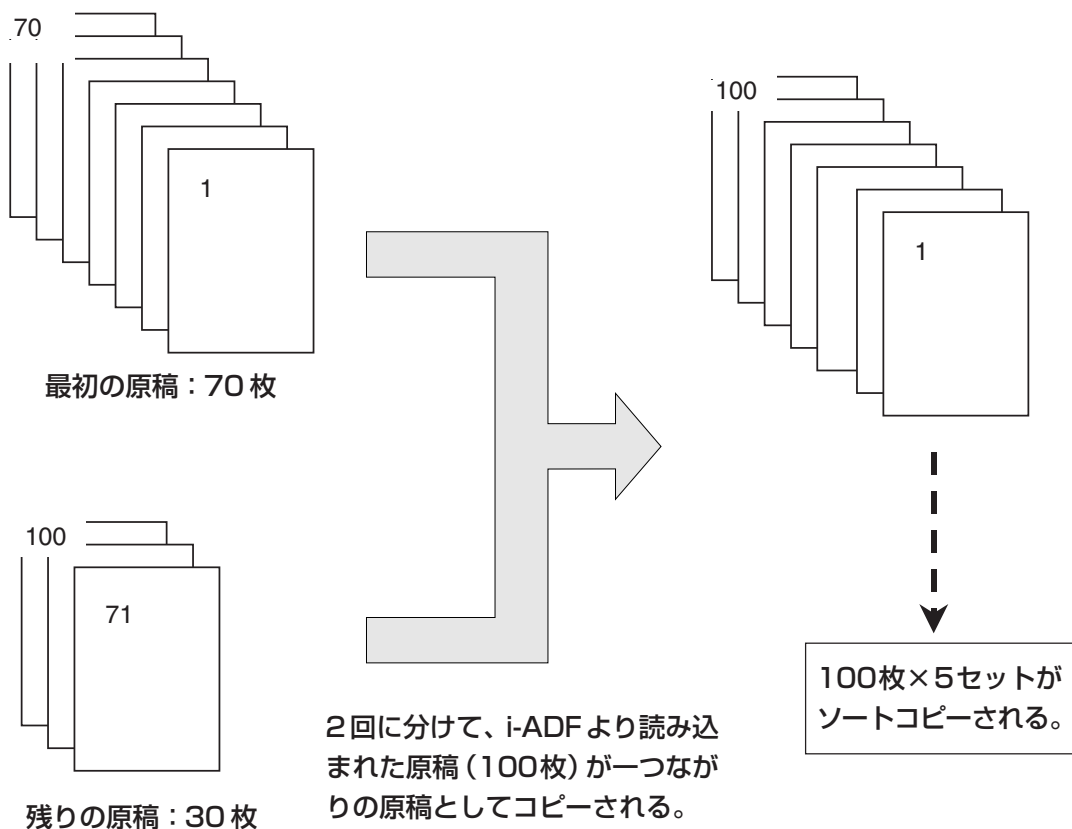 70
1
最初の原稿：70枚
100
71
残りの原稿：30枚
2回に分けて、i-ADFより読み込
まれた原稿（100枚）が一つなが
りの原稿としてコピーされる。
100
1
100枚×5セットが
ソートコピーされる。